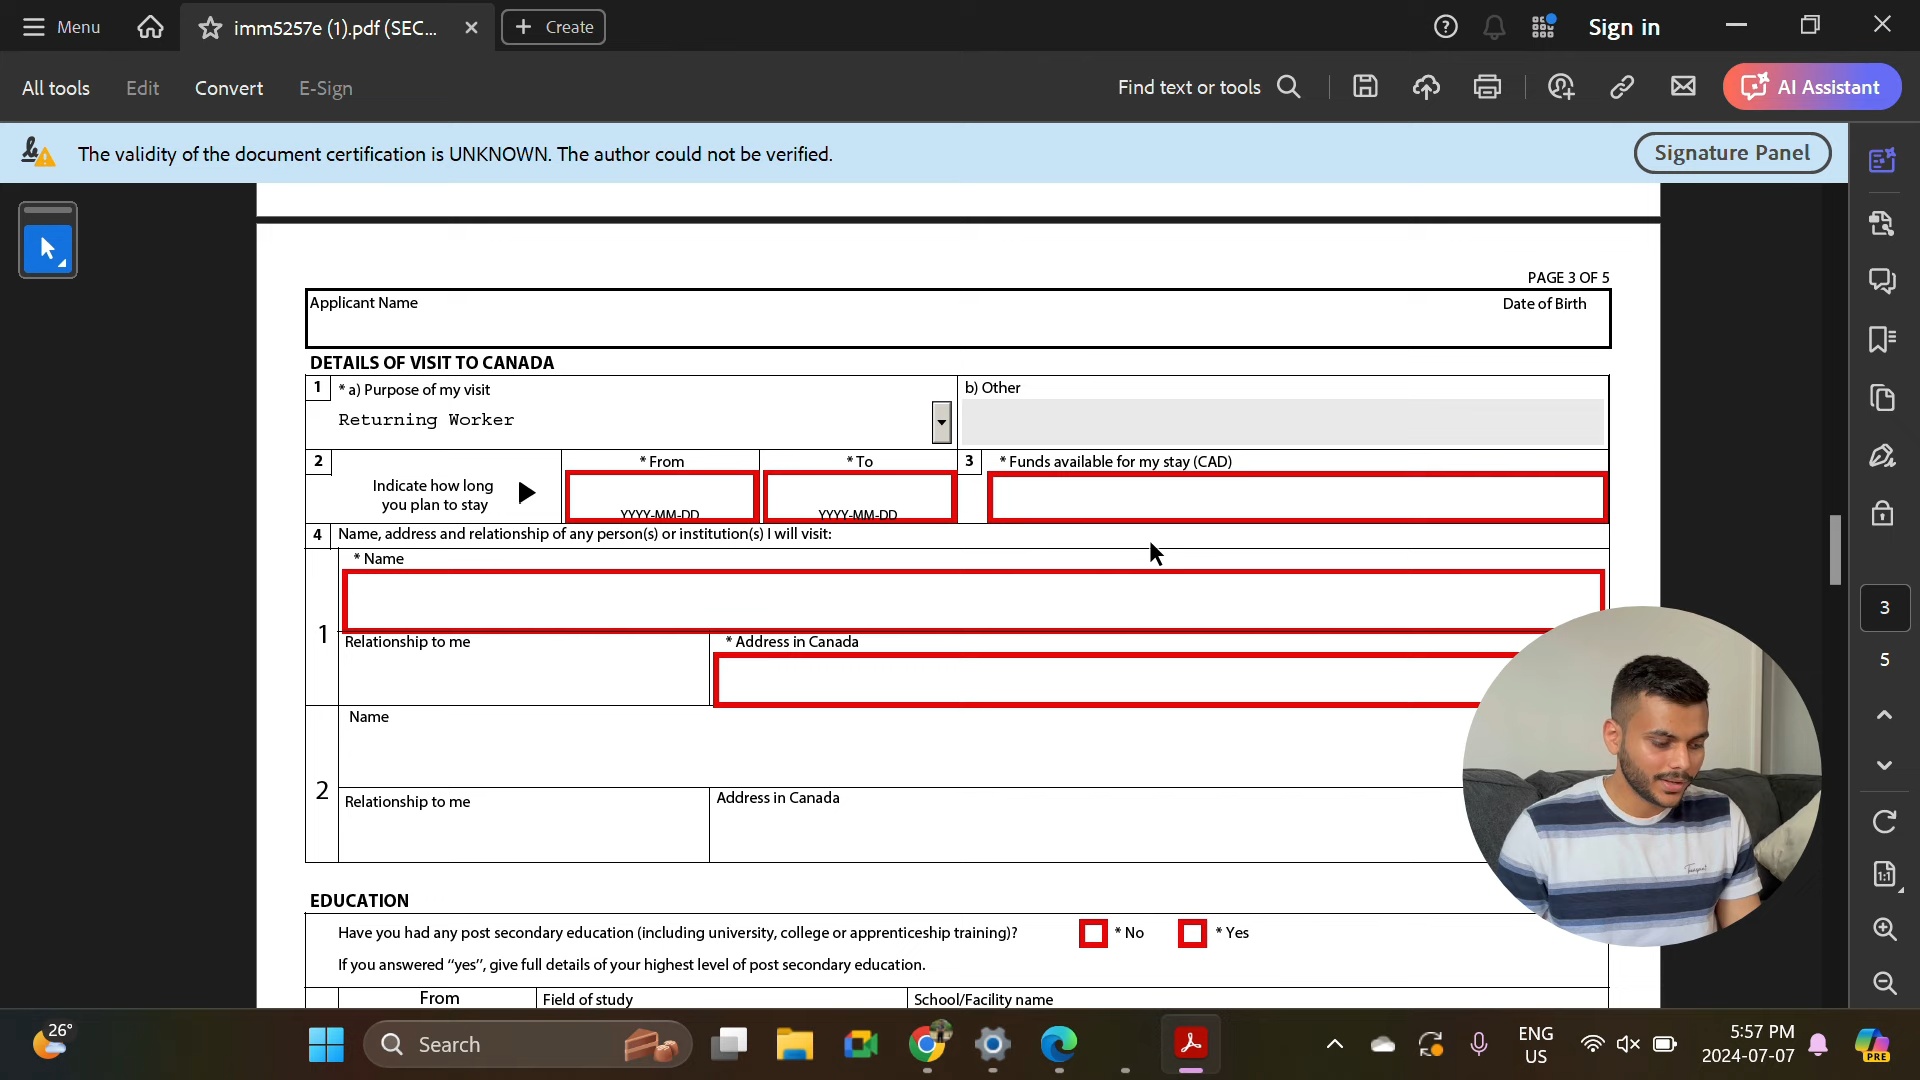 Menu
imm5257e (1).pdf (SEC...
Create
Sign in
All tools
Edit
Convert
E-Sign
Find text or tools
AI Assistant
The validity of the document certification is UNKNOWN. The author could not be verified.
Signature Panel
PAGE 3 OF 5
Applicant Name
Date of Birth
DETAILS OF VISIT TO CANADA
1
* a) Purpose of my visit
b) Other
Returning Worker
2
Indicate how long
you plan to stay
* From
YYYY-MM-DD
* To
YYYY-MM-DD
3
* Funds available for my stay (CAD)
4
Name, address and relationship of any person(s) or institution(s) I will visit:
1
* Name
Relationship to me
* Address in Canada
2
Name
Relationship to me
Address in Canada
EDUCATION
Have you had any post secondary education (including university, college or apprenticeship training)?
* No
* Yes
If you answered “yes”, give full details of your highest level of post secondary education.
From
Field of study
School/Facility name
3
5
1:1
26°
Search
ENG
US
5:57 PM
2024-07-07
PRE